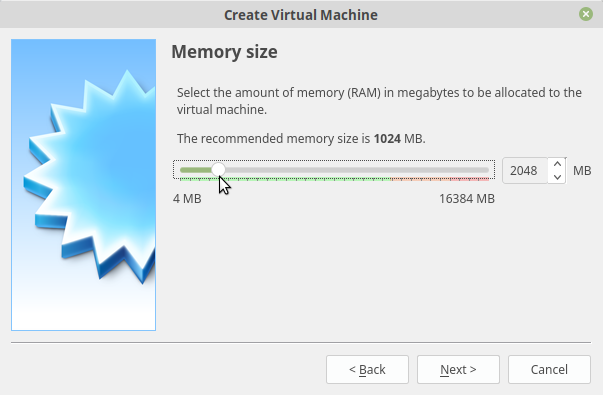 Create Virtual Machine
Memory size
Select the amount of memory (RAM) in megabytes to be allocated to the
virtual machine.
The recommended memory size is 1024 MB.
2048 MB
4 MB 16384 MB
< Back Next > Cancel